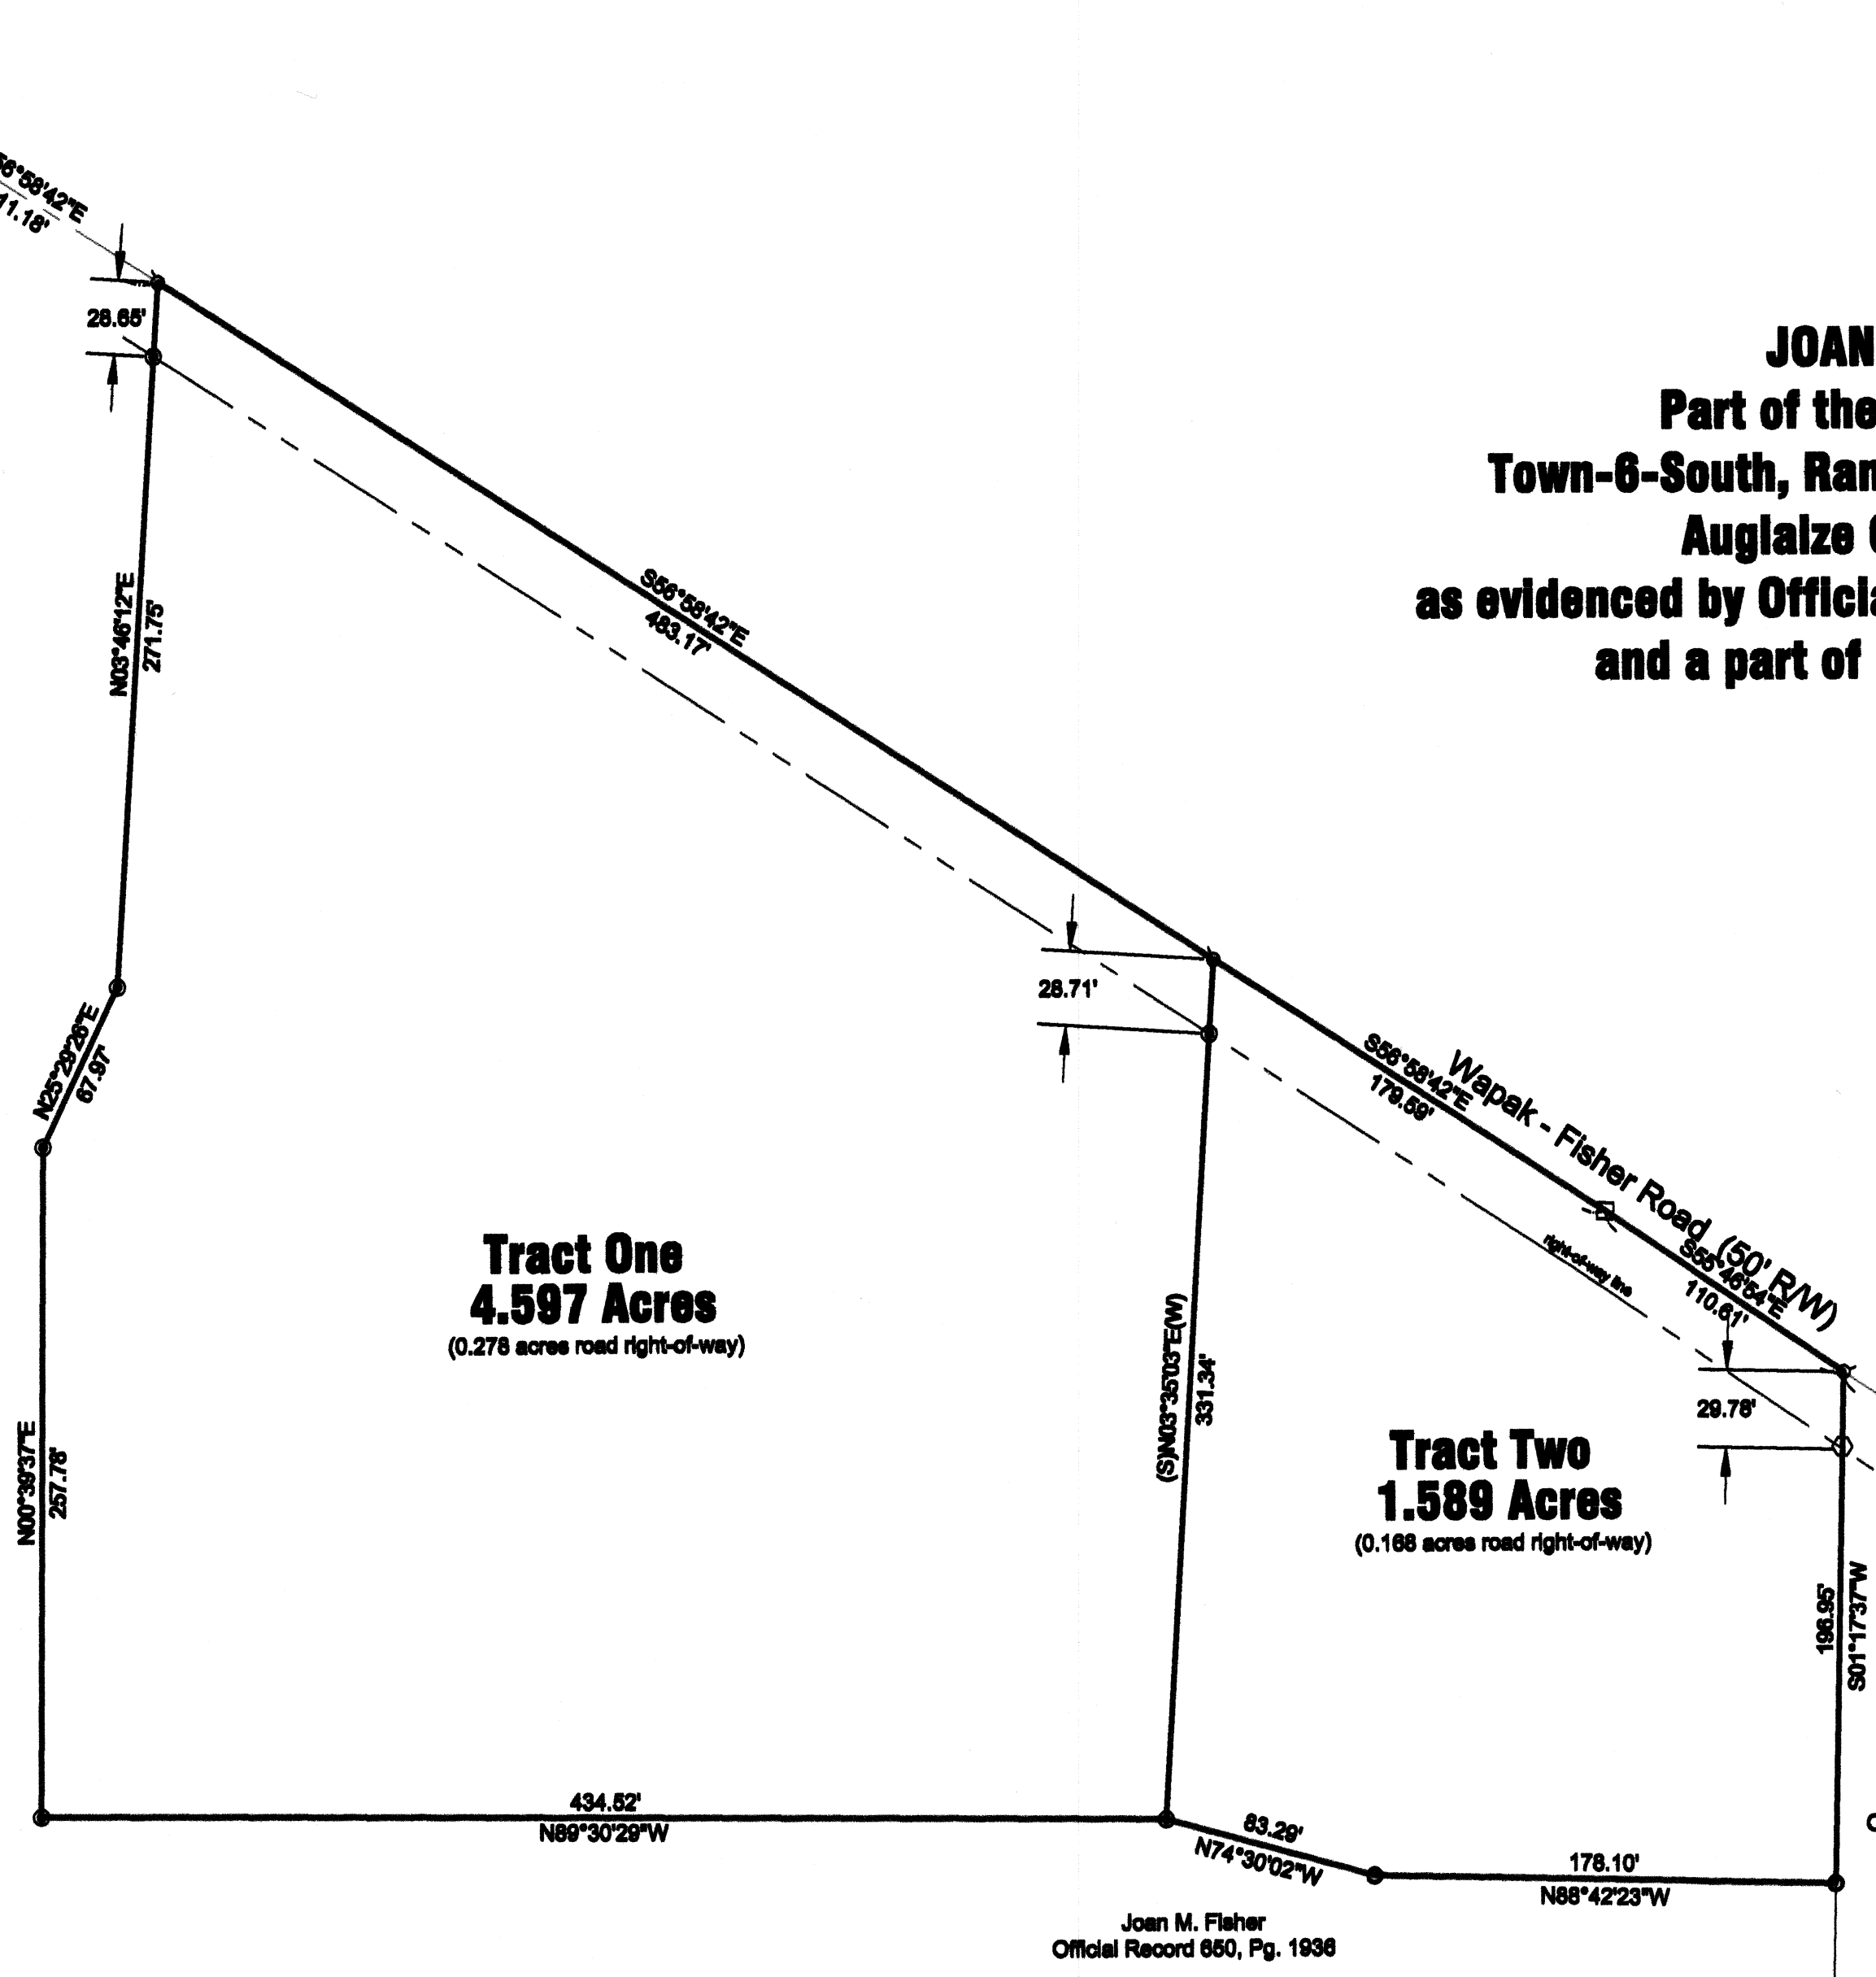 56°58'42"E
11.18'
28.65'
JOAN
Part of the
Town-6-South, Ran
Auglaize
as evidenced by Officia
and a part of
N03°46'12"E
271.75'
S56°58'42"E
483.17'
28.71'
N25°29'26"E
67.97'
S56°58'42"E
179.59'
Wapak - Fisher Road (50' R/W)
right-of-way line
S55°46'54"E
110.61'
29.78'
Tract One
4.597 Acres
(0.278 acres road right-of-way)
(S)N03°35'03"E(W)
331.34'
Tract Two
1.589 Acres
(0.168 acres road right-of-way)
N00°39'37"E
257.78'
196.95'
S01°17'37"W
434.52'
N89°30'29"W
83.29'
N74°30'02"W
178.10'
N88°42'23"W
Joan M. Fisher
Official Record 650, Pg. 1936